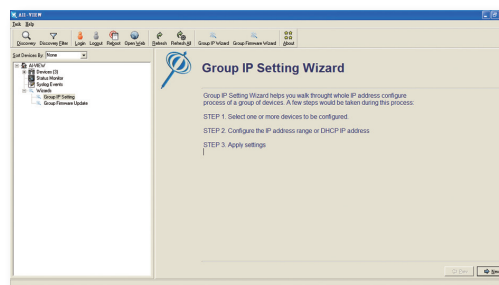 AI-VIEW
Task Help
Discovery Discovery Filter Login Logout Reboot Open Web Refresh Refresh All Group IP Wizard Group Firmware Wizard About
Sort Devices By: None
AI-VIEW
Devices (3)
Status Monitor
Syslog Events
Wizards
Group IP Setting
Group Firmware Update
Group IP Setting Wizard
Group IP Setting Wizard helps you walk throught whole IP address configure
process of a group of devices. A few steps would be taken during this process:
STEP 1. Select one or more devices to be configured.
STEP 2. Configure the IP address range or DHCP IP address
STEP 3. Apply settings